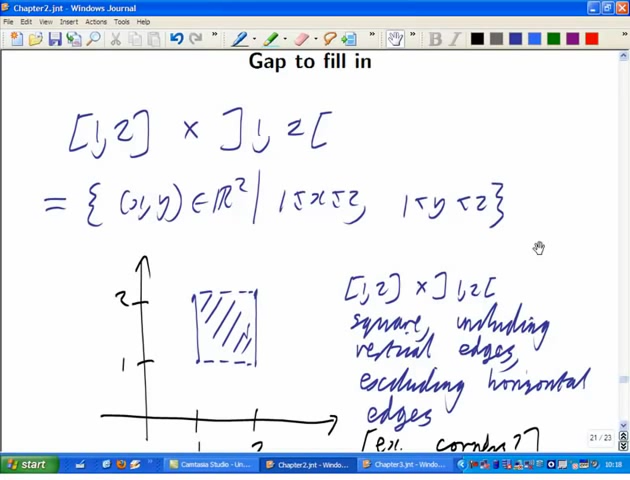 Chapter2.jnt - Windows Journal
File Edit View Insert Actions Tools Help
B I
Gap to fill in
[1,2] × ]1,2[
= { (x,y) ∈ ℝ² | 1≤x≤2, 1<y<2}
2
1
1 2
[1,2] × ]1,2[
square, including
vertical edges,
excluding horizontal
edges
[ex. corners?]
21 / 23
start
Camtasia Studio - Un...
Chapter2.jnt - Windo...
Chapter3.jnt - Windo...
10:18